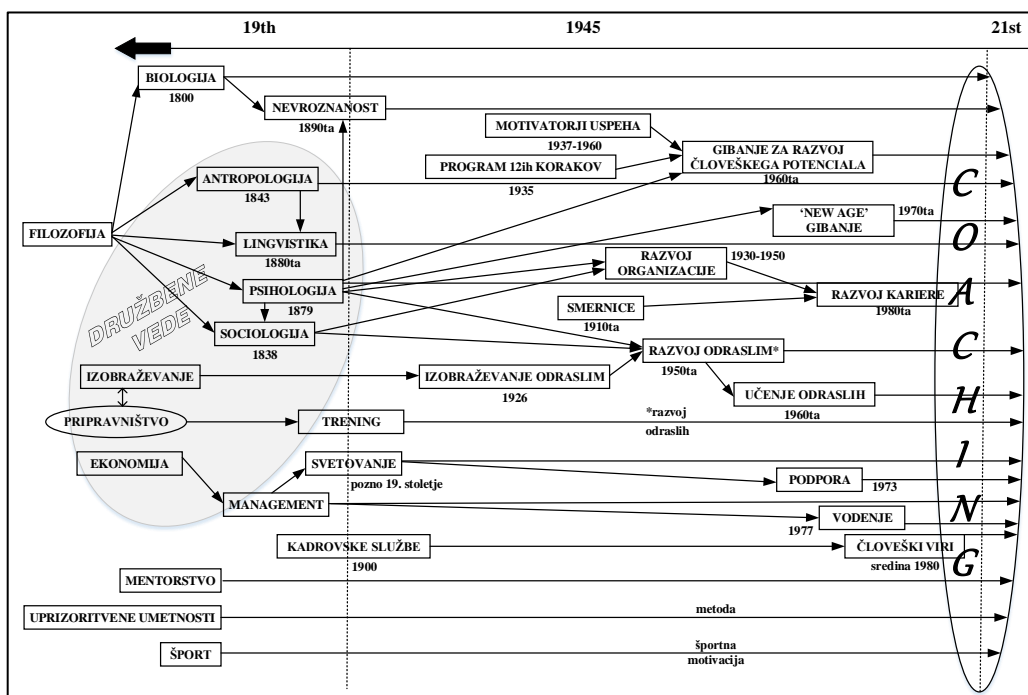 19th
1945
21st
BIOLOGIJA
1800
NEVROZNANOST
1890ta
MOTIVATORJI USPEHA
1937-1960
PROGRAM 12ih KORAKOV
1935
GIBANJE ZA RAZVOJ
ČLOVEŠKEGA POTENCIALA
1960ta
ANTROPOLOGIJA
1843
FILOZOFIJA
LINGVISTIKA
1880ta
'NEW AGE'
GIBANJE
1970ta
RAZVOJ
ORGANIZACIJE
1930-1950
PSIHOLOGIJA
1879
SMERNICE
1910ta
RAZVOJ KARIERE
1980ta
DRUŽBENE
VEDE
SOCIOLOGIJA
1838
RAZVOJ ODRASLIM*
1950ta
IZOBRAŽEVANJE
IZOBRAŽEVANJE ODRASLIM
1926
UČENJE ODRASLIH
1960ta
PRIPRAVNIŠTVO
TRENING
*razvoj
odraslih
EKONOMIJA
SVETOVANJE
pozno 19. stoletje
PODPORA
1973
MANAGEMENT
VODENJE
1977
KADROVSKE SLUŽBE
1900
ČLOVEŠKI VIRI
sredina 1980
MENTORSTVO
UPRIZORITVENE UMETNOSTI
metoda
ŠPORT
športna
motivacija
C
O
A
C
H
I
N
G